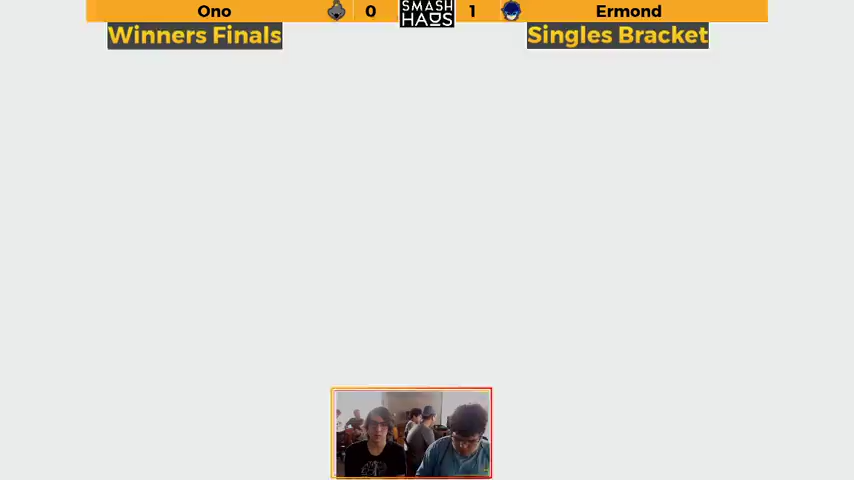 Ono 0 SMASH HAUS 1 Ermond
Winners Finals
Singles Bracket